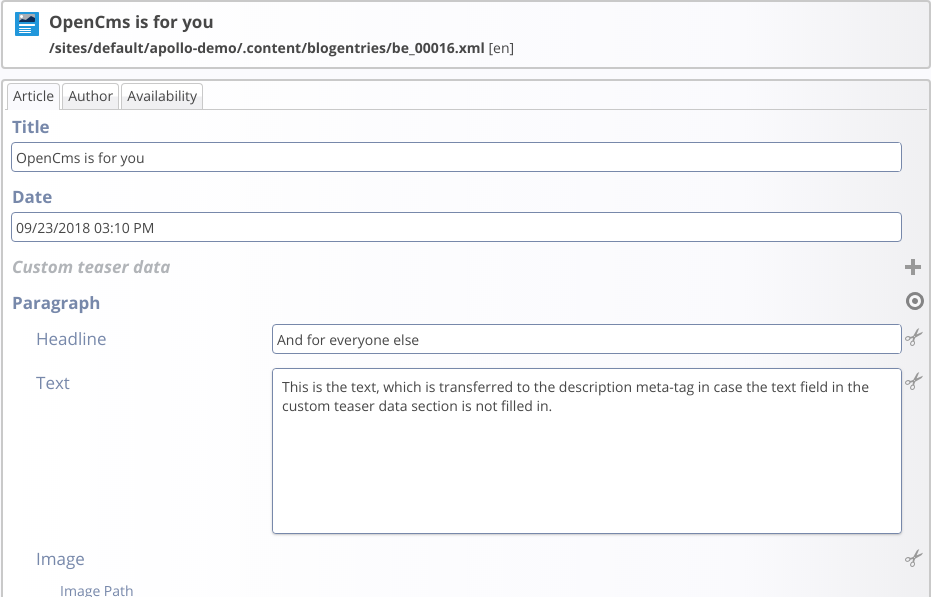 OpenCms is for you
/sites/default/apollo-demo/.content/blogentries/be_00016.xml [en]
Article Author Availability
Title
OpenCms is for you
Date
09/23/2018 03:10 PM
Custom teaser data
Paragraph
Headline And for everyone else
Text This is the text, which is transferred to the description meta-tag in case the text field in the
custom teaser data section is not filled in.
Image
Image Path